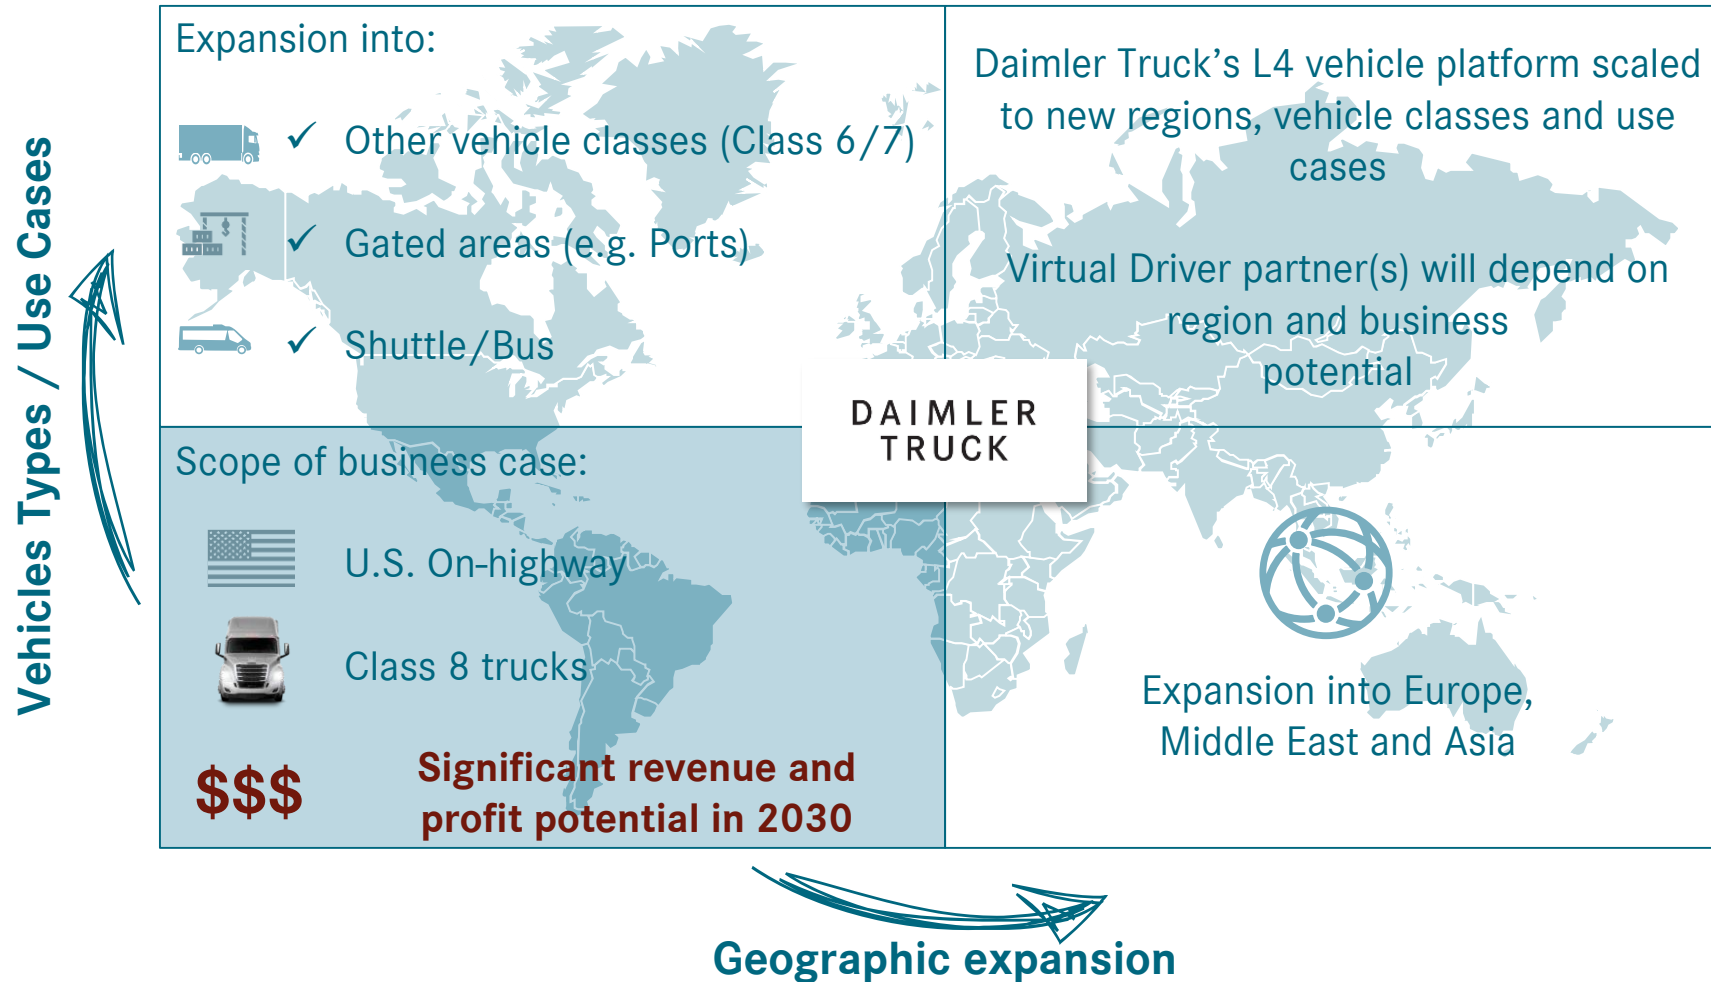 Expansion into:
✓ Other vehicle classes (Class 6/7)
✓ Gated areas (e.g. Ports)
✓ Shuttle/Bus
Daimler Truck's L4 vehicle platform scaled
to new regions, vehicle classes and use
cases
Virtual Driver partner(s) will depend on
region and business
potential
Vehicles Types / Use Cases
DAIMLER
TRUCK
Scope of business case:
U.S. On-highway
Class 8 trucks
$$$
Significant revenue and
profit potential in 2030
Expansion into Europe,
Middle East and Asia
Geographic expansion